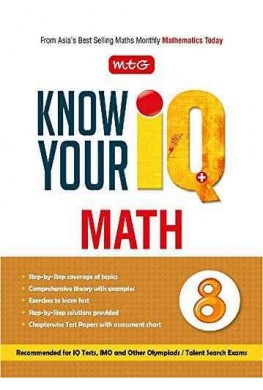 From Asia's Best Selling Maths Monthly Mathematics Today
mtG
KNOW
YOUR iQ
MATH
Step-by-Step coverage of topics
Comprehensive theory with examples
Exercises to learn fast
Step-by-Step solutions provided
Chapterwise Test Papers with assessment chart
8
Recommended for IQ Tests, IMO and Other Olympiads / Talent Search Exams